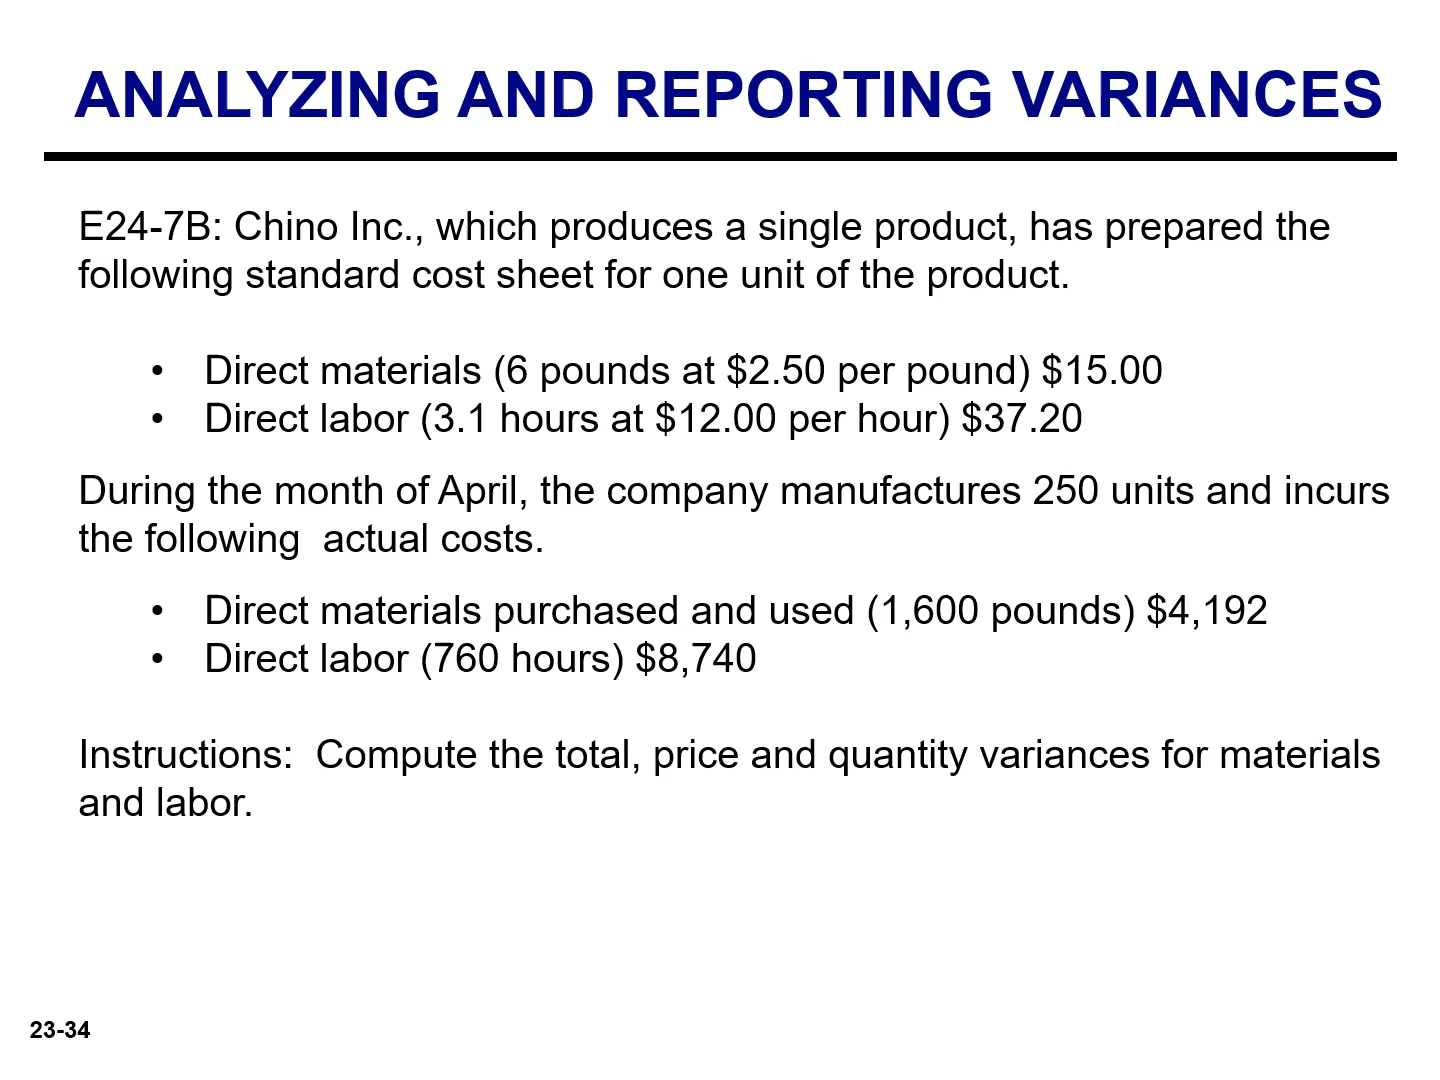 ANALYZING AND REPORTING VARIANCES
E24-7B: Chino Inc., which produces a single product, has prepared the
following standard cost sheet for one unit of the product.
• Direct materials (6 pounds at $2.50 per pound) $15.00
• Direct labor (3.1 hours at $12.00 per hour) $37.20
During the month of April, the company manufactures 250 units and incurs
the following  actual costs.
• Direct materials purchased and used (1,600 pounds) $4,192
• Direct labor (760 hours) $8,740
Instructions:  Compute the total, price and quantity variances for materials
and labor.
23-34